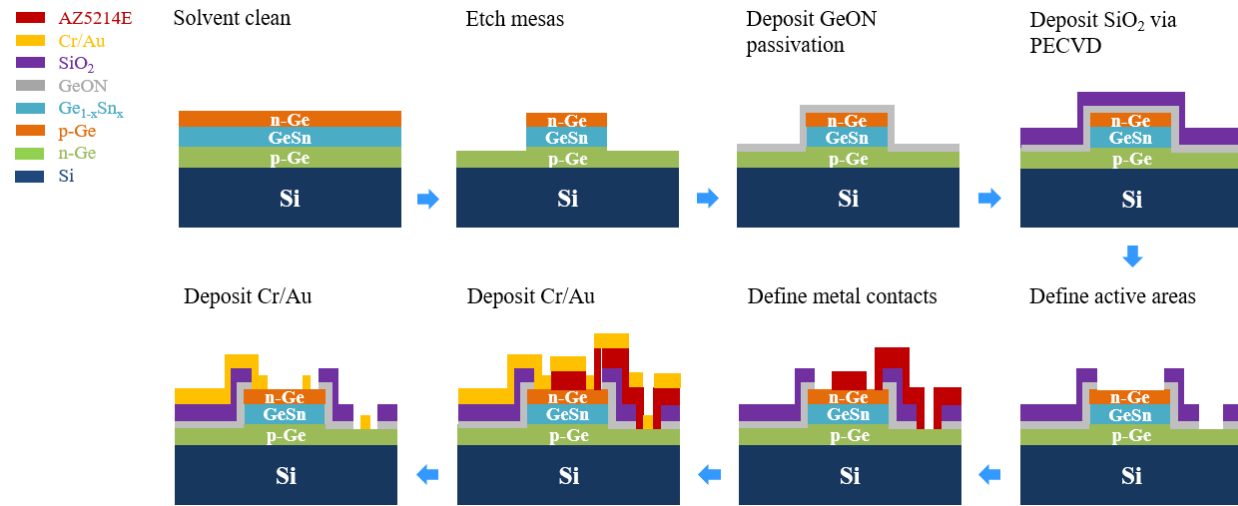 AZ5214E
Cr/Au
SiO₂
GeON
Ge₁₋ₓSnₓ
p-Ge
n-Ge
Si
Solvent clean
Etch mesas
Deposit GeON
passivation
Deposit SiO₂ via
PECVD
n-Ge
GeSn
p-Ge
Si
n-Ge
GeSn
p-Ge
Si
n-Ge
GeSn
p-Ge
Si
n-Ge
GeSn
p-Ge
Si
Deposit Cr/Au
Deposit Cr/Au
Define metal contacts
Define active areas
n-Ge
GeSn
p-Ge
Si
n-Ge
GeSn
p-Ge
Si
n-Ge
GeSn
p-Ge
Si
n-Ge
GeSn
p-Ge
Si